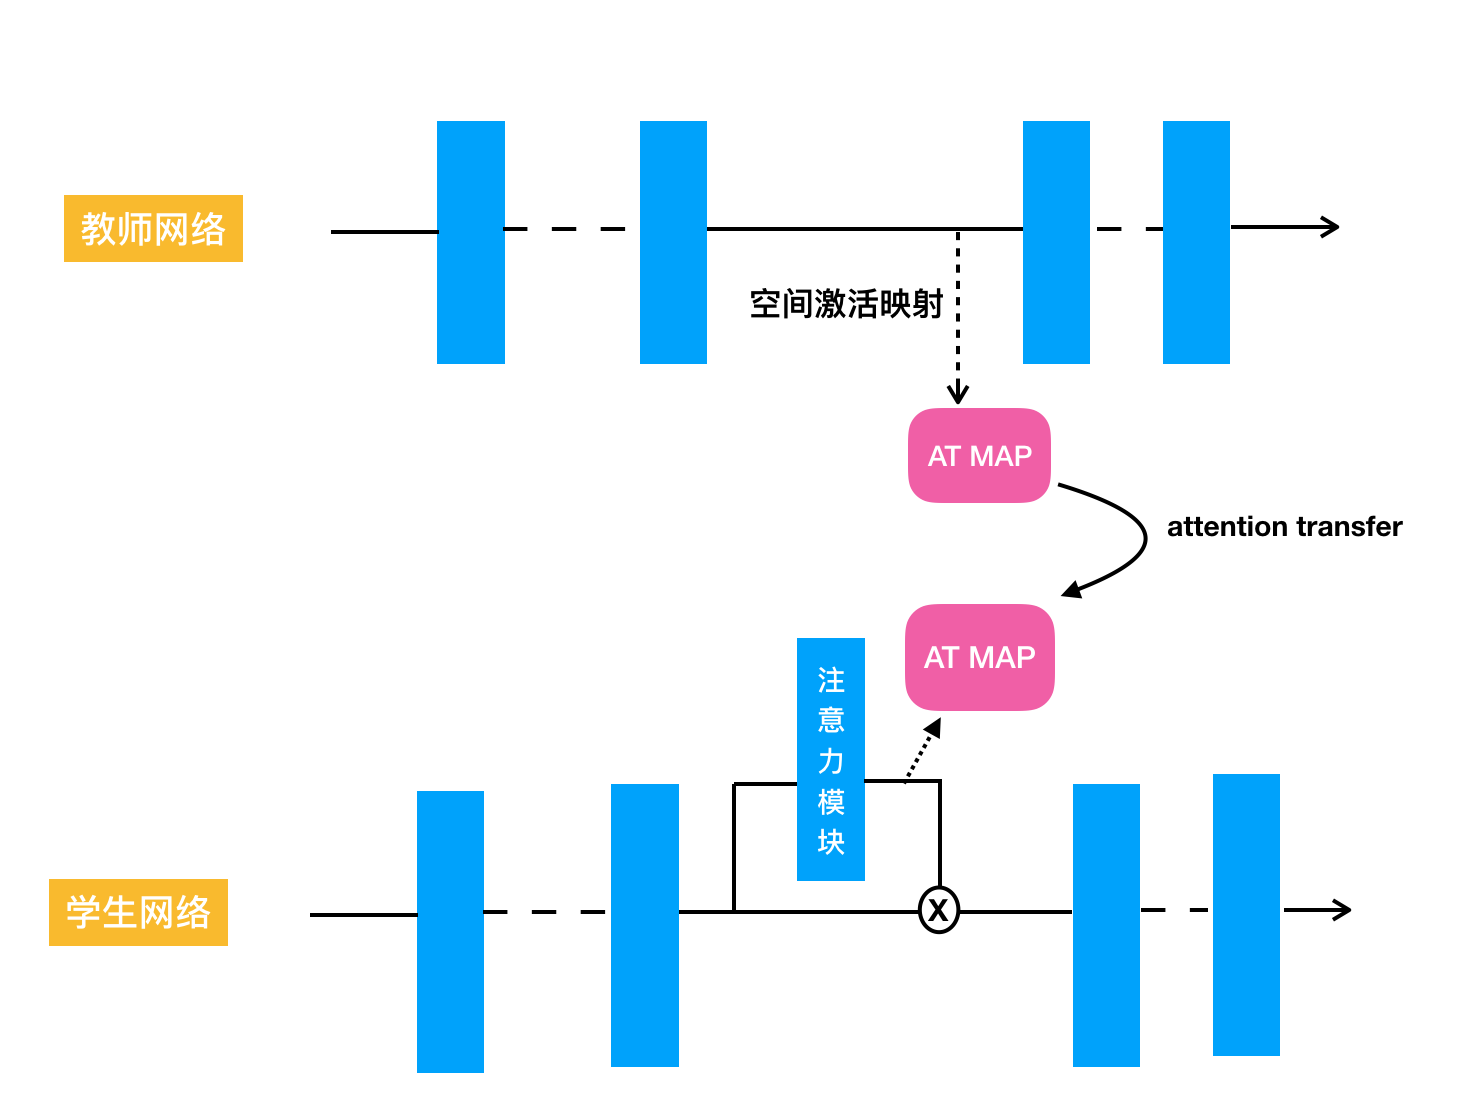 教师网络
空间激活映射
AT MAP
attention transfer
AT MAP
注
意
力
模
块
学生网络
X